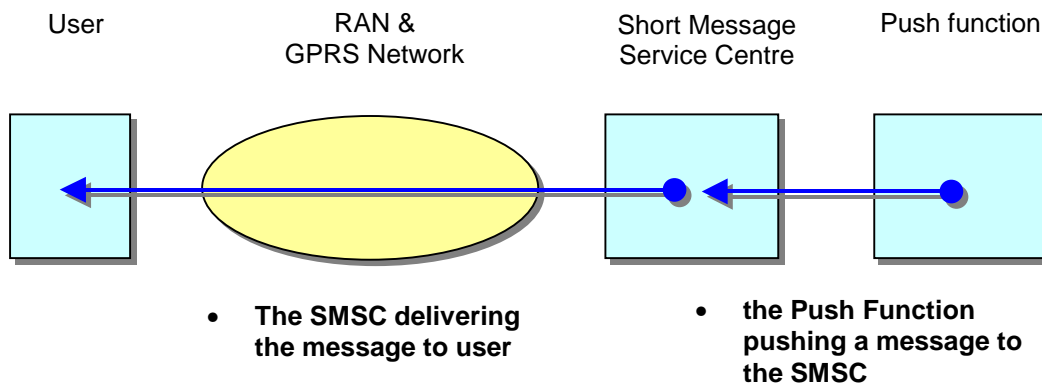 User
RAN &
GPRS Network
Short Message
Service Centre
Push function
• The SMSC delivering
the message to user
• the Push Function
pushing a message to
the SMSC